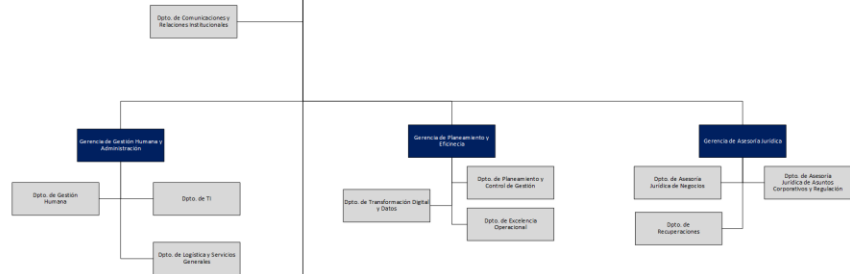 Dpto. de Comunicaciones y
Relaciones Institucionales
Gerencia de Gestión Humana y
Administración
Gerencia de Planeamiento y
Eficinecia
Gerencia de Asesoría Jurídica
Dpto. de Gestión
Humana
Dpto. de TI
Dpto. de Transformación Digital
y Datos
Dpto. de Planeamiento y
Control de Gestión
Dpto. de Asesoría
Jurídica de Negocios
Dpto. de Asesoría
Jurídica de Asuntos
Corporativos y Regulación
Dpto. de Excelencia
Operacional
Dpto. de
Recuperaciones
Dpto. de Logística y Servicios
Generales